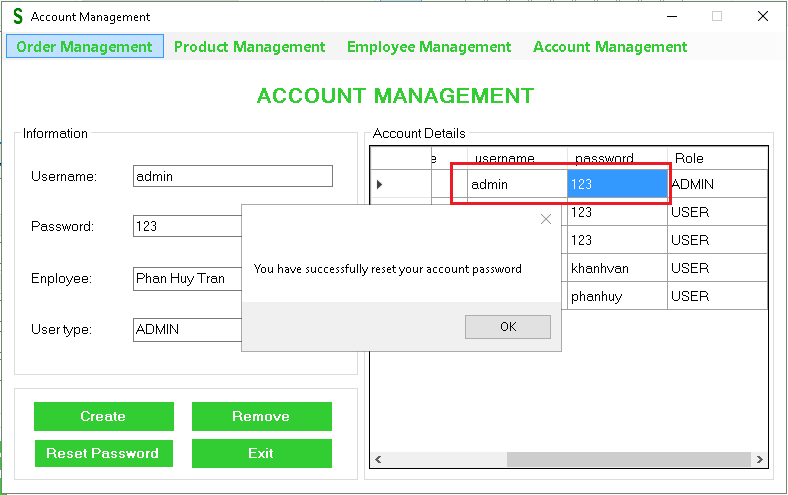 S Account Management
Order Management Product Management Employee Management Account Management
ACCOUNT MANAGEMENT
Information
Username: admin
Password: 123
Enployee: Phan Huy Tran
User type: ADMIN
Create Remove
Reset Password Exit
Account Details
e username password Role
admin 123 ADMIN
123 USER
123 USER
khanhvan USER
phanhuy USER
You have successfully reset your account password
OK